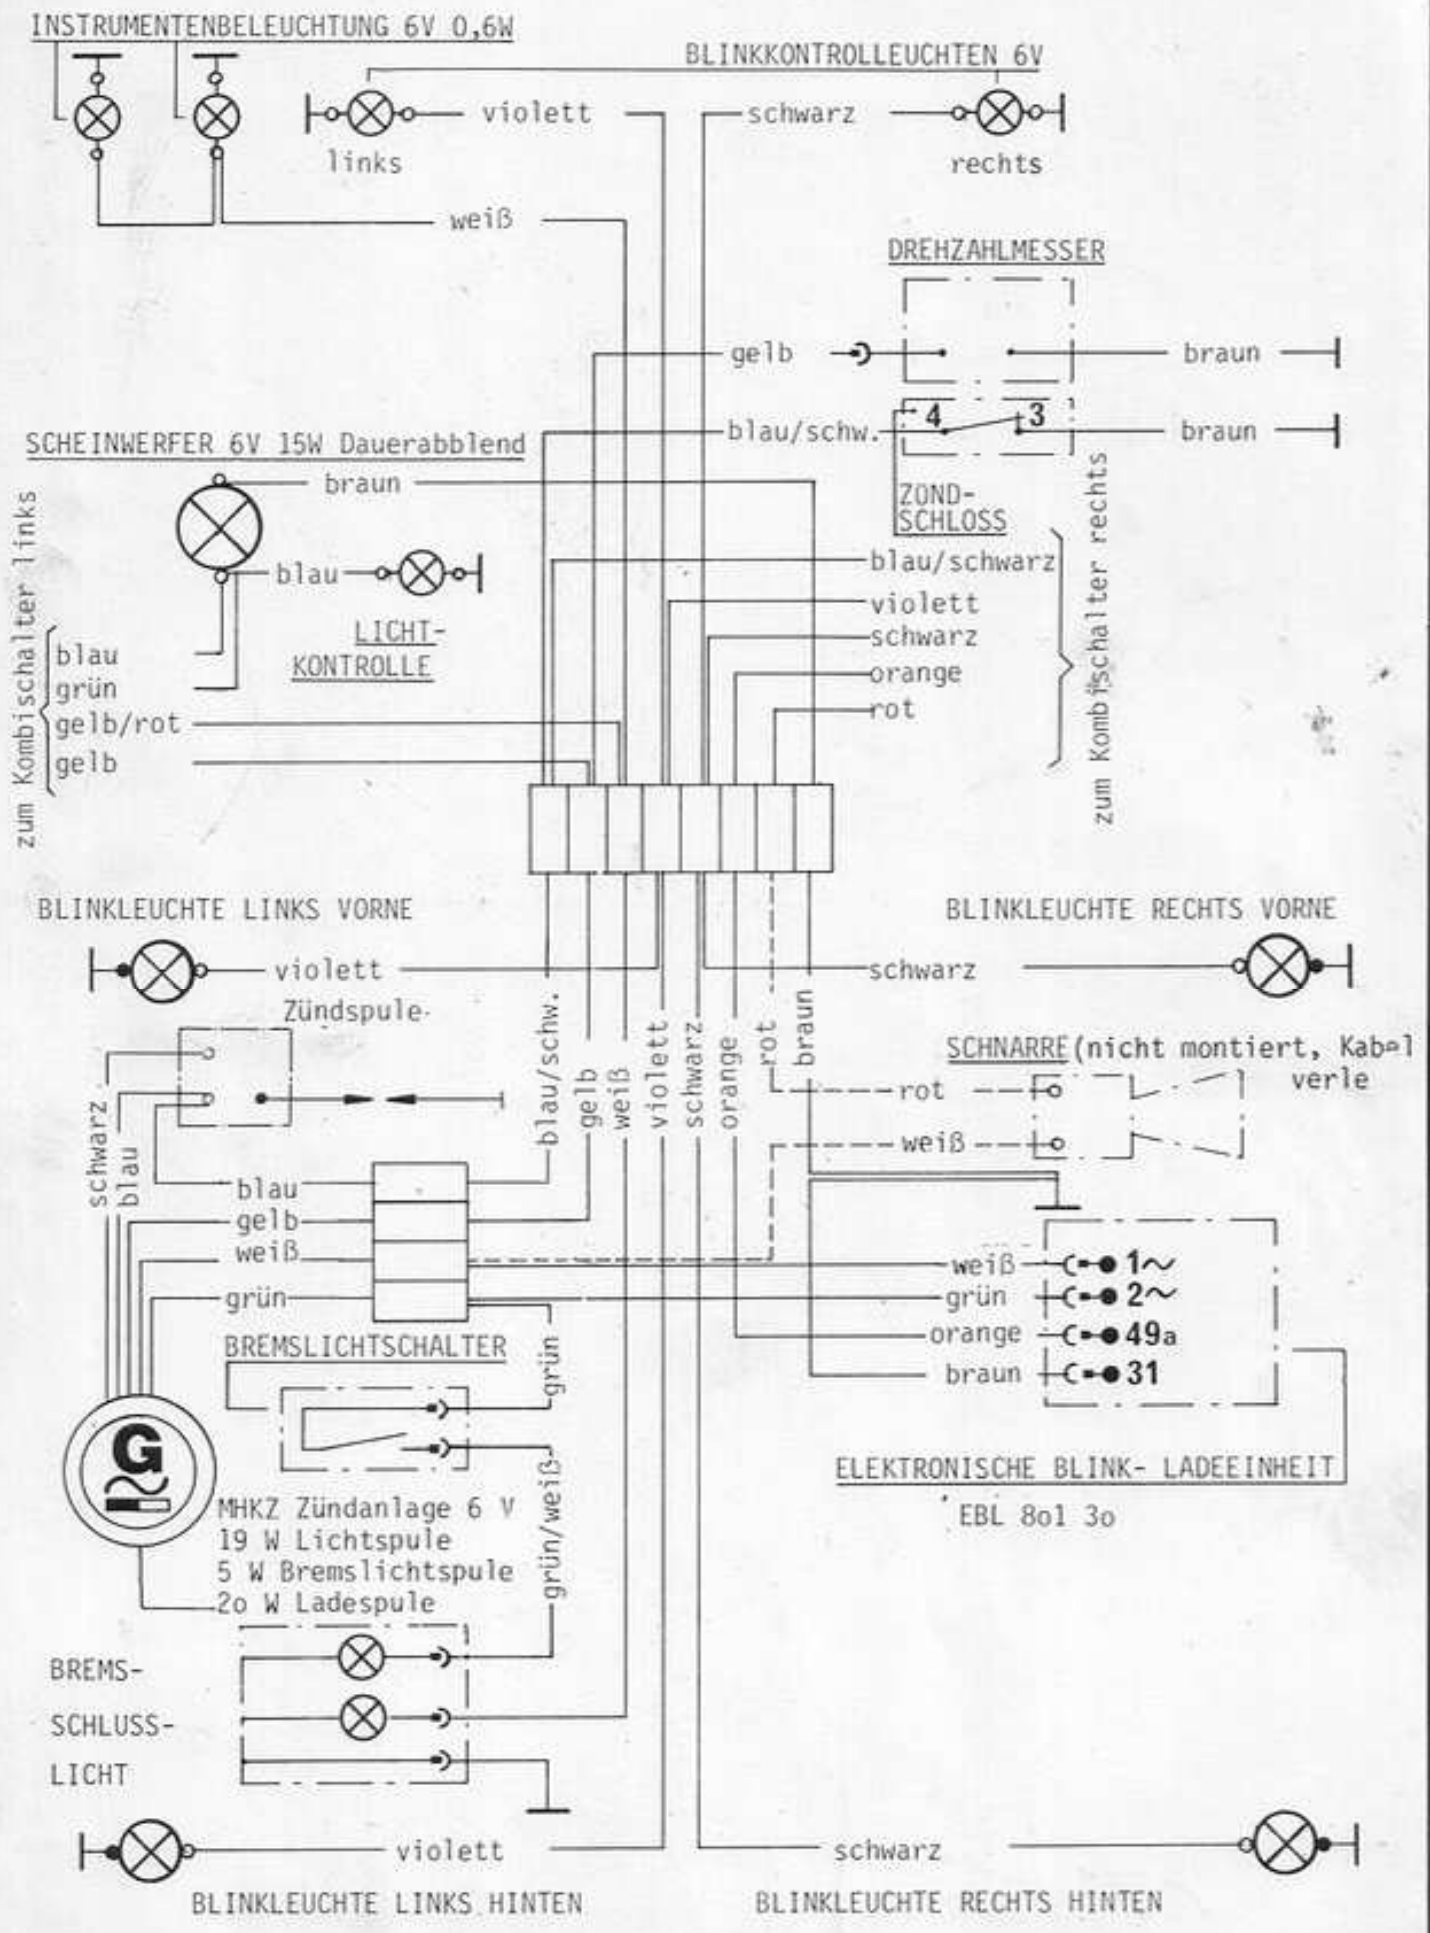 INSTRUMENTENBELEUCHTUNG 6V 0,6W
BLINKKONTROLLEUCHTEN 6V
violett
schwarz
links
rechts
weiß
DREHZAHLMESSER
gelb
braun
blau/schw.
4
3
braun
SCHEINWERFER 6V 15W Dauerabblend
braun
ZÜND-
SCHLOSS
zum Kombischalter links
blau
LICHT-
KONTROLLE
blau
grün
gelb/rot
gelb
blau/schwarz
violett
schwarz
orange
rot
zum Kombischalter rechts
BLINKLEUCHTE LINKS VORNE
BLINKLEUCHTE RECHTS VORNE
violett
schwarz
Zündspule
schwarz
blau
blau/schw.
gelb
weiß
violett
schwarz
orange
rot
braun
SCHNARRE (nicht montiert, Kabel
verle
rot
weiß
blau
gelb
weiß
grün
weiß 1~
grün 2~
orange 49a
braun 31
BREMSLICHTSCHALTER
grün
grün/weiß
ELEKTRONISCHE BLINK- LADEEINHEIT
EBL 8o1 3o
G
MHKZ Zündanlage 6 V
19 W Lichtspule
5 W Bremslichtspule
2o W Ladespule
BREMS-
SCHLUSS-
LICHT
violett
schwarz
BLINKLEUCHTE LINKS HINTEN
BLINKLEUCHTE RECHTS HINTEN